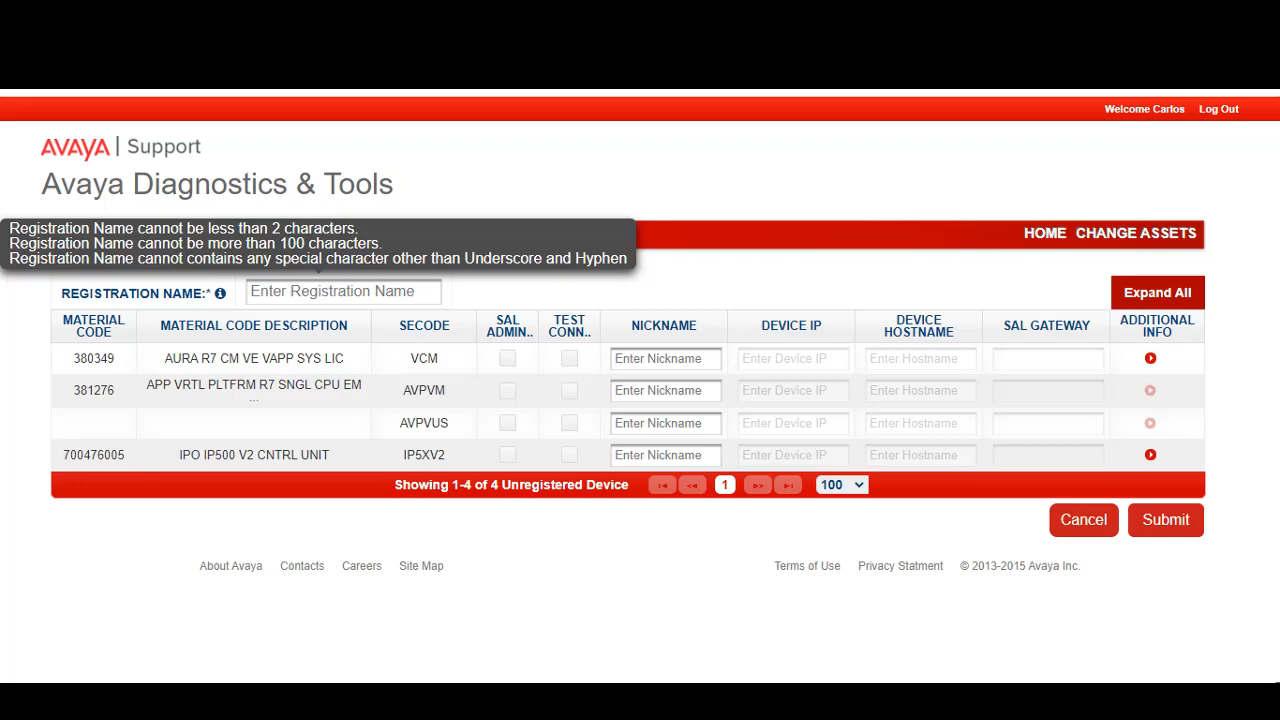 Welcome Carlos Log Out
AVAYA | Support
Avaya Diagnostics & Tools
Registration Name cannot be less than 2 characters.
Registration Name cannot be more than 100 characters.
Registration Name cannot contains any special character other than Underscore and Hyphen
HOME CHANGE ASSETS
REGISTRATION NAME:* Enter Registration Name Expand All
MATERIAL CODE MATERIAL CODE DESCRIPTION SECODE SAL ADMIN.. TEST CONN.. NICKNAME DEVICE IP DEVICE HOSTNAME SAL GATEWAY ADDITIONAL INFO
380349 AURA R7 CM VE VAPP SYS LIC VCM Enter Nickname Enter Device IP Enter Hostname
381276 APP VRTL PLTFRM R7 SNGL CPU EM ... AVPVM Enter Nickname Enter Device IP Enter Hostname
AVPVUS Enter Nickname Enter Device IP Enter Hostname
700476005 IPO IP500 V2 CNTRL UNIT IP5XV2 Enter Nickname Enter Device IP Enter Hostname
Showing 1-4 of 4 Unregistered Device 1 100
Cancel Submit
About Avaya Contacts Careers Site Map Terms of Use Privacy Statment © 2013-2015 Avaya Inc.